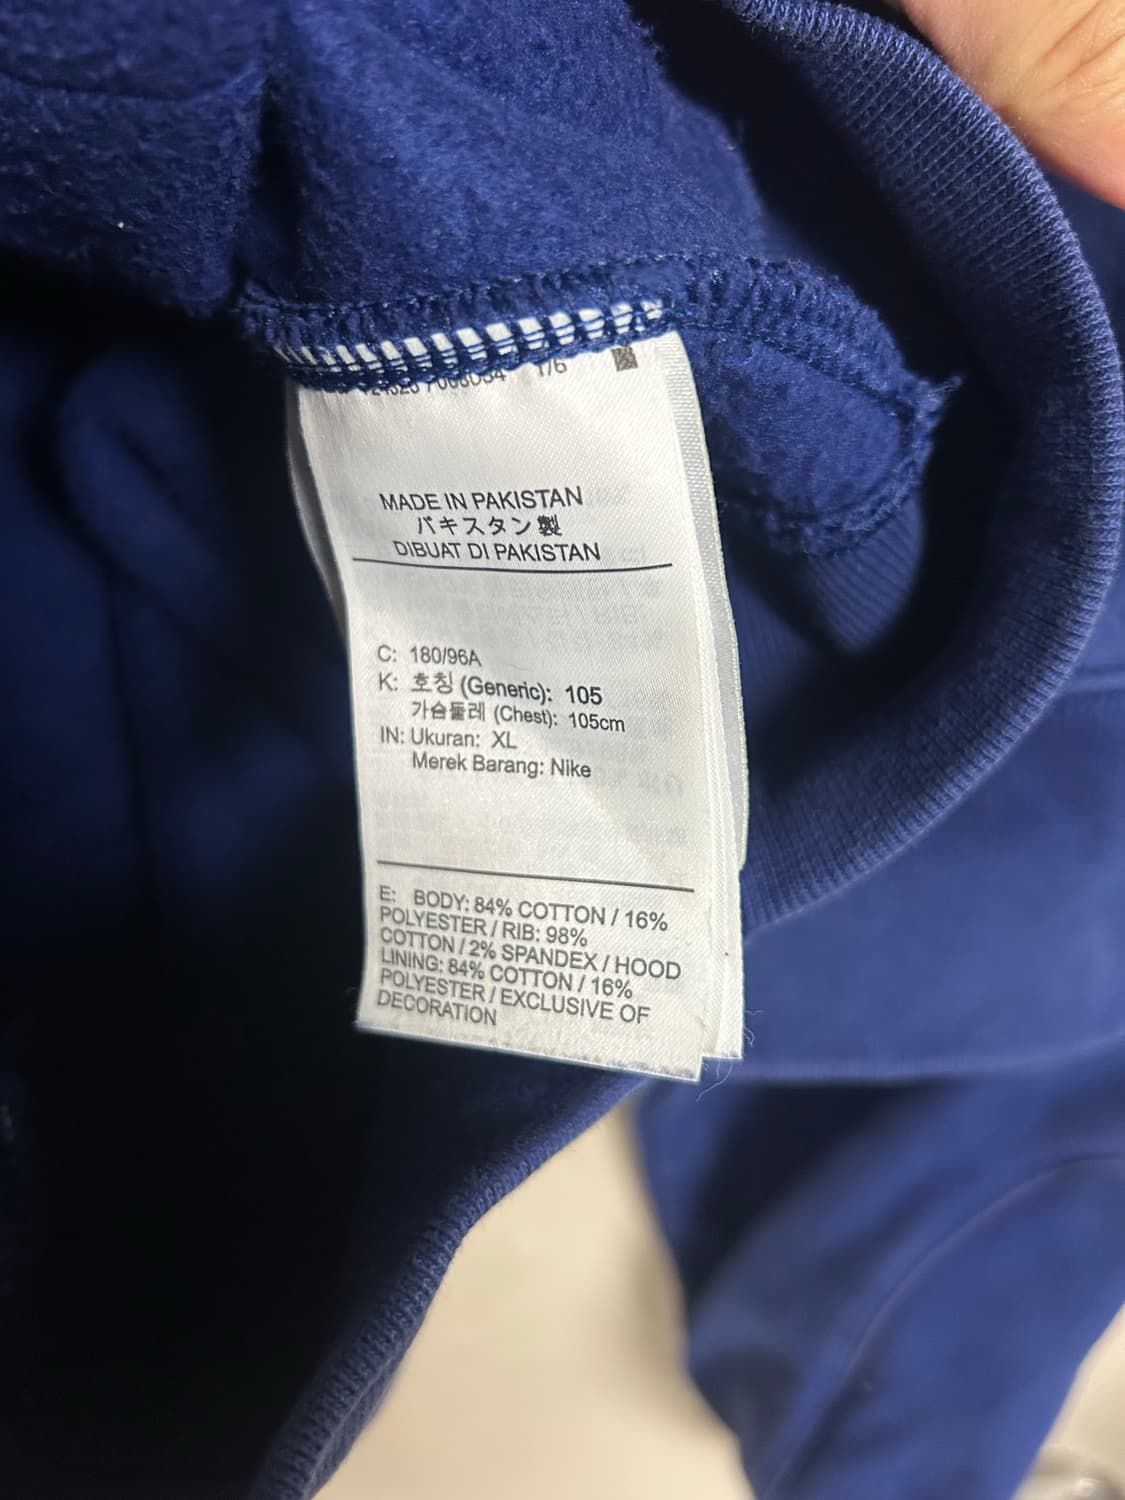 1/6
MADE IN PAKISTAN
パキスタン製
DIBUAT DI PAKISTAN
C: 180/96A
K: 호칭 (Generic): 105
가슴둘레 (Chest): 105cm
IN: Ukuran: XL
Merek Barang: Nike
E: BODY: 84% COTTON / 16%
POLYESTER / RIB: 98%
COTTON / 2% SPANDEX / HOOD
LINING: 84% COTTON / 16%
POLYESTER / EXCLUSIVE OF
DECORATION